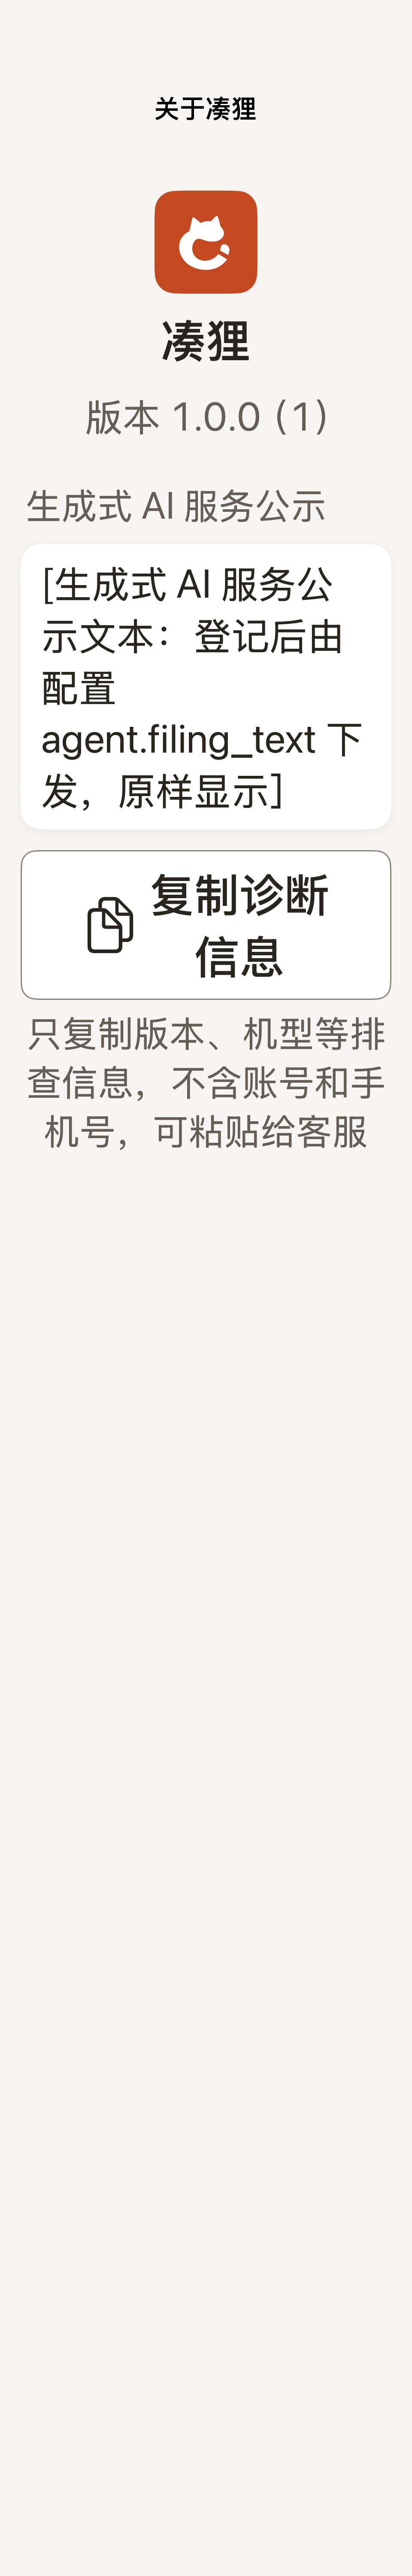 关于凑狸
凑狸
版本 1.0.0 (1)
生成式 AI 服务公示
[生成式 AI 服务公
示文本：登记后由
配置
agent.filing_text 下
发，原样显示]
复制诊断
信息
只复制版本、机型等排
查信息，不含账号和手
机号，可粘贴给客服